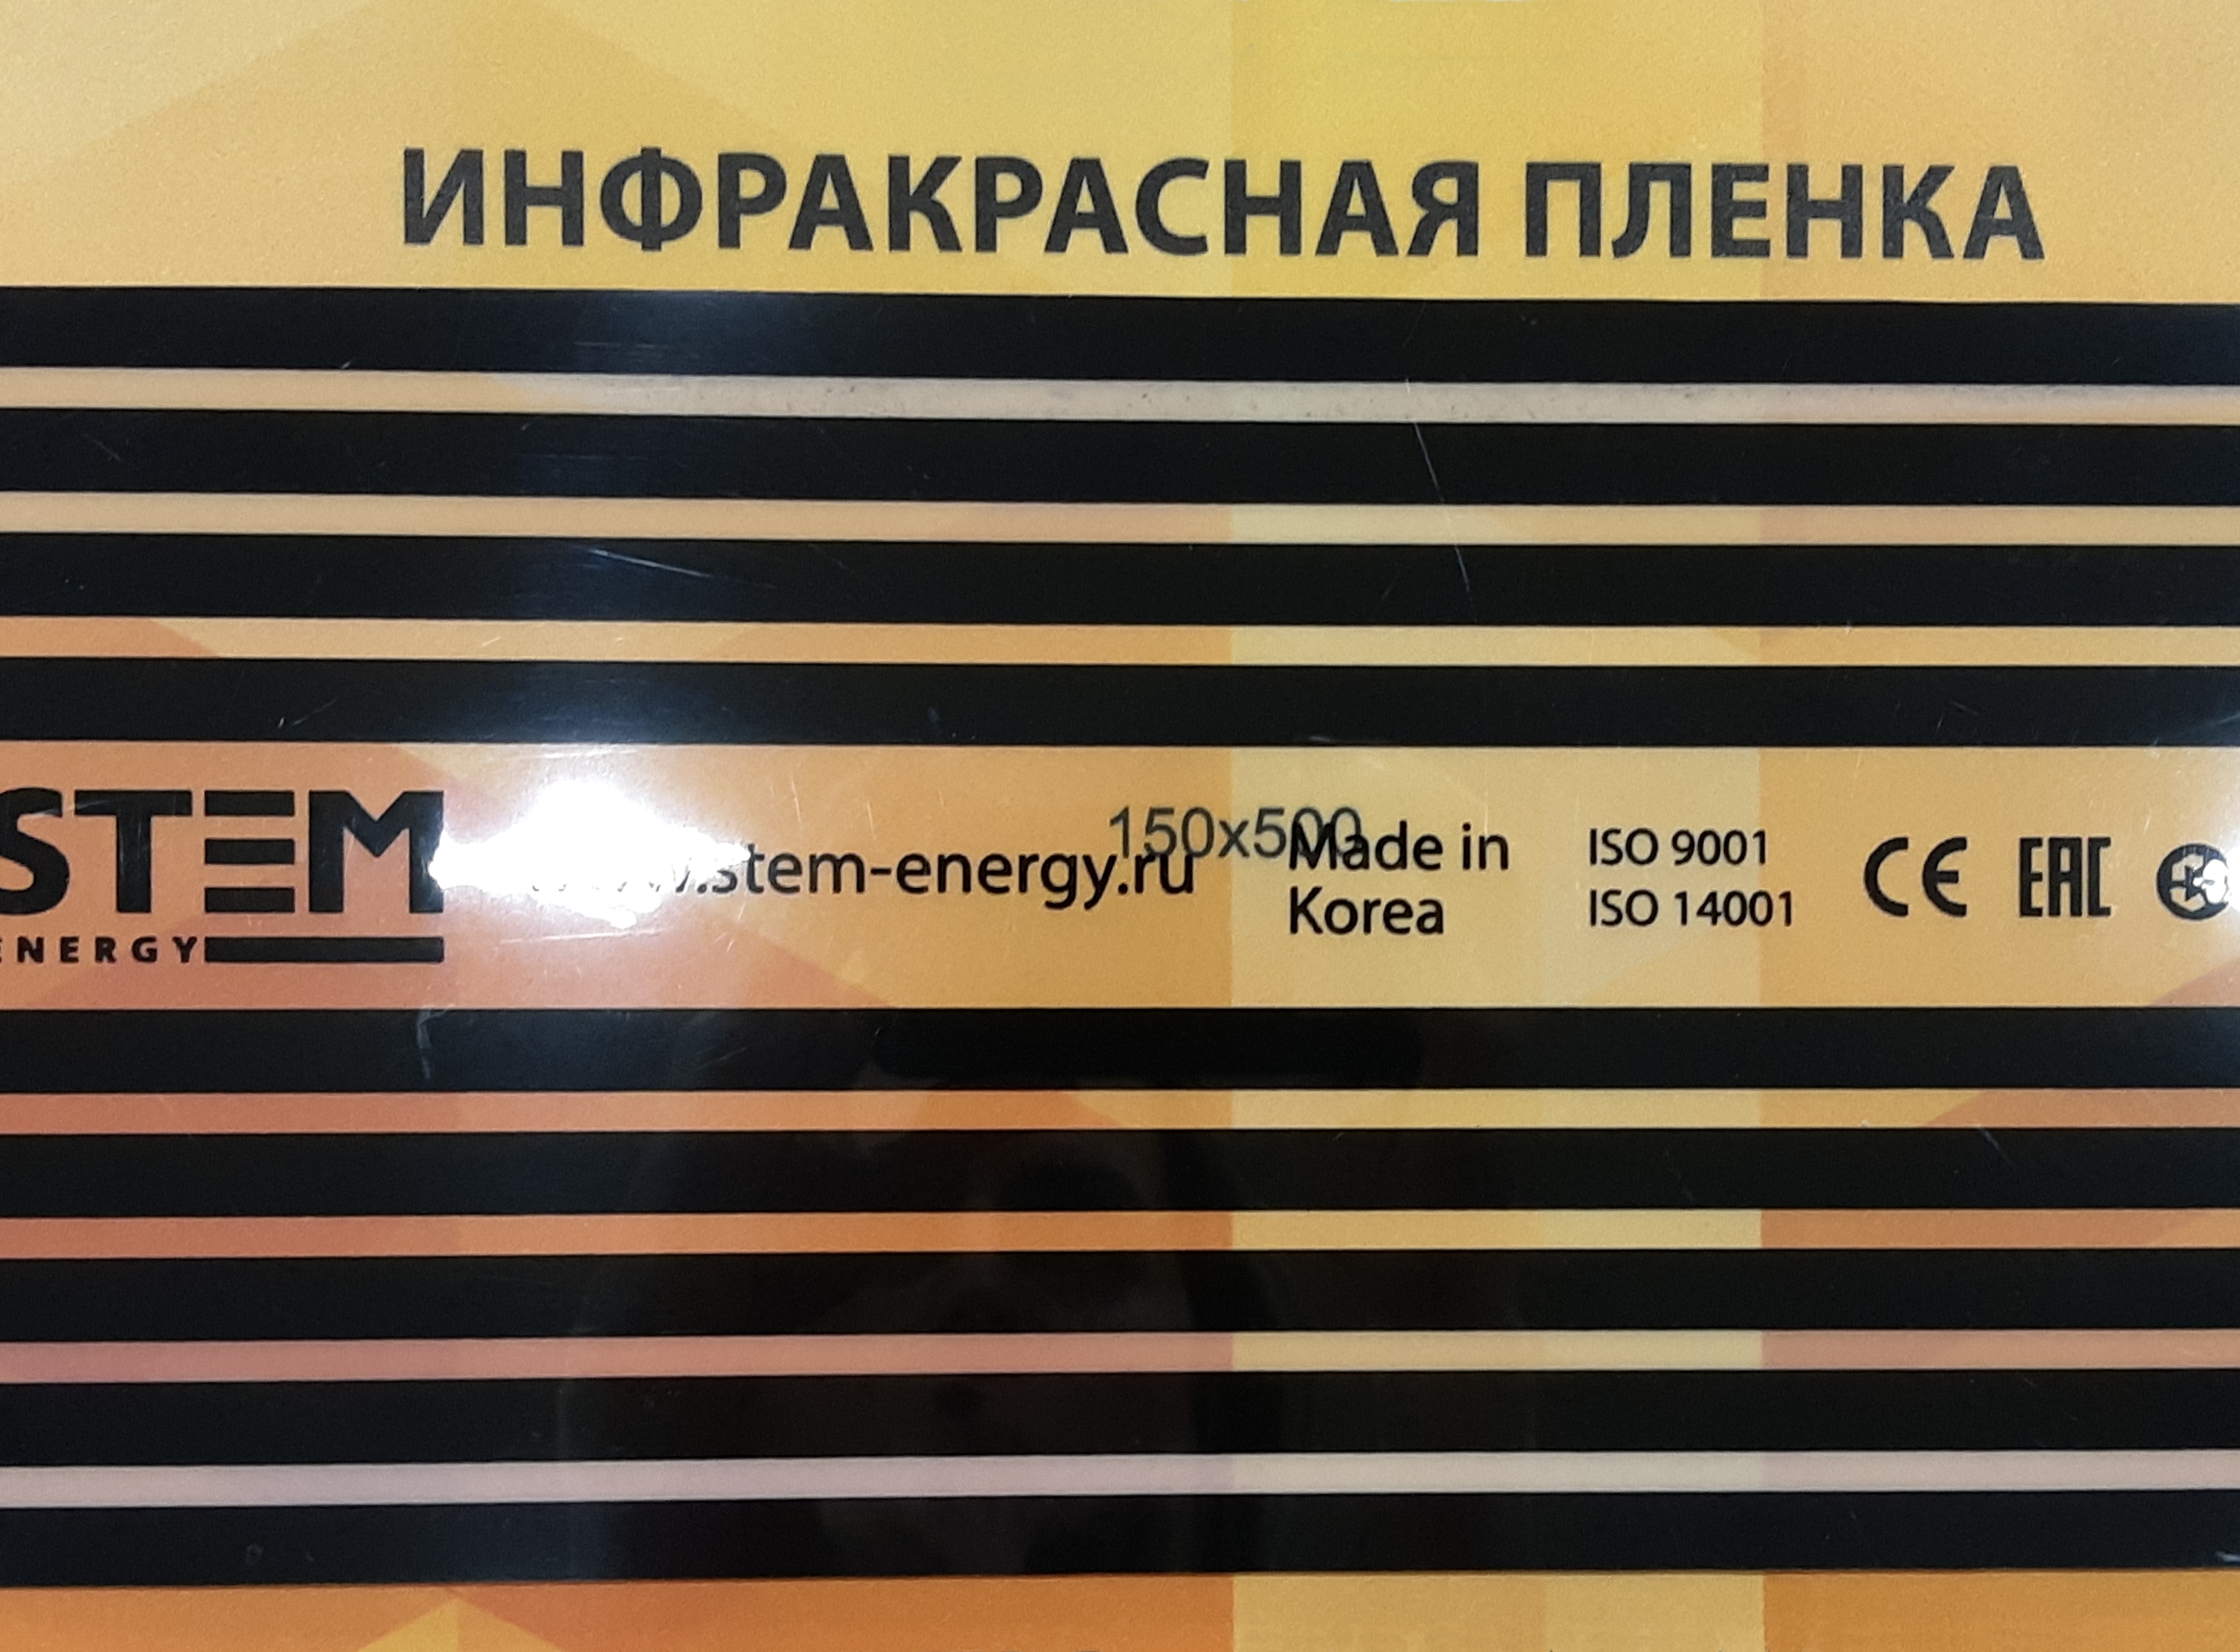 ИНФРАКРАСНАЯ ПЛЕНКА
STEM
ENERGY
150x500
.stem-energy.ru
Made in
Korea
ISO 9001
ISO 14001
CE EAC